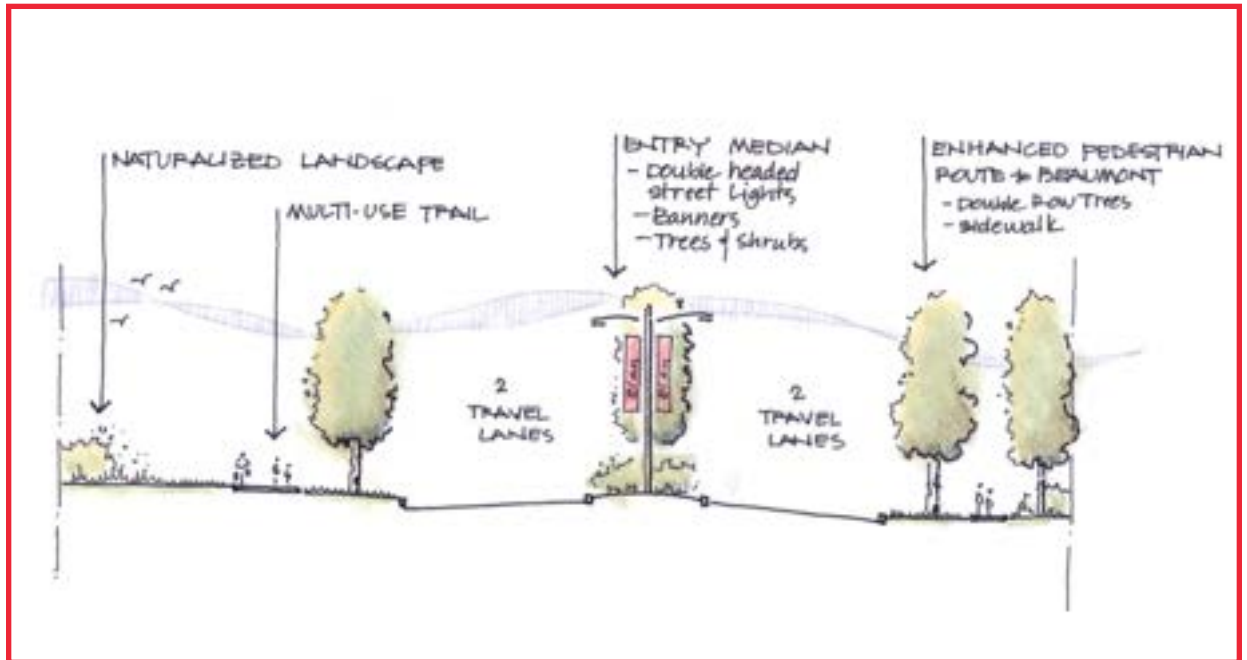 NATURALIZED LANDSCAPE
MULTI-USE TRAIL
ENTRY MEDIAN
- Double headed
street Lights
- Banners
- Trees & Shrubs
ENHANCED PEDESTRIAN
ROUTE to BEAUMONT
- Double Row Trees
- Sidewalk
2
TRAVEL
LANES
2
TRAVEL
LANES